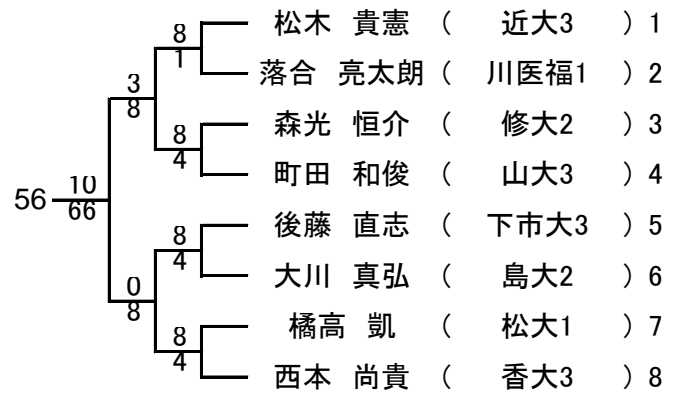 松木 貴憲 ( 近大3 ) 1
8
1
落合 亮太朗 ( 川医福1 ) 2
3
8
森光 恒介 ( 修大2 ) 3
8
4
町田 和俊 ( 山大3 ) 4
56
10
66
後藤 直志 ( 下市大3 ) 5
8
4
大川 真弘 ( 島大2 ) 6
0
8
橘高 凱 ( 松大1 ) 7
8
4
西本 尚貴 ( 香大3 ) 8